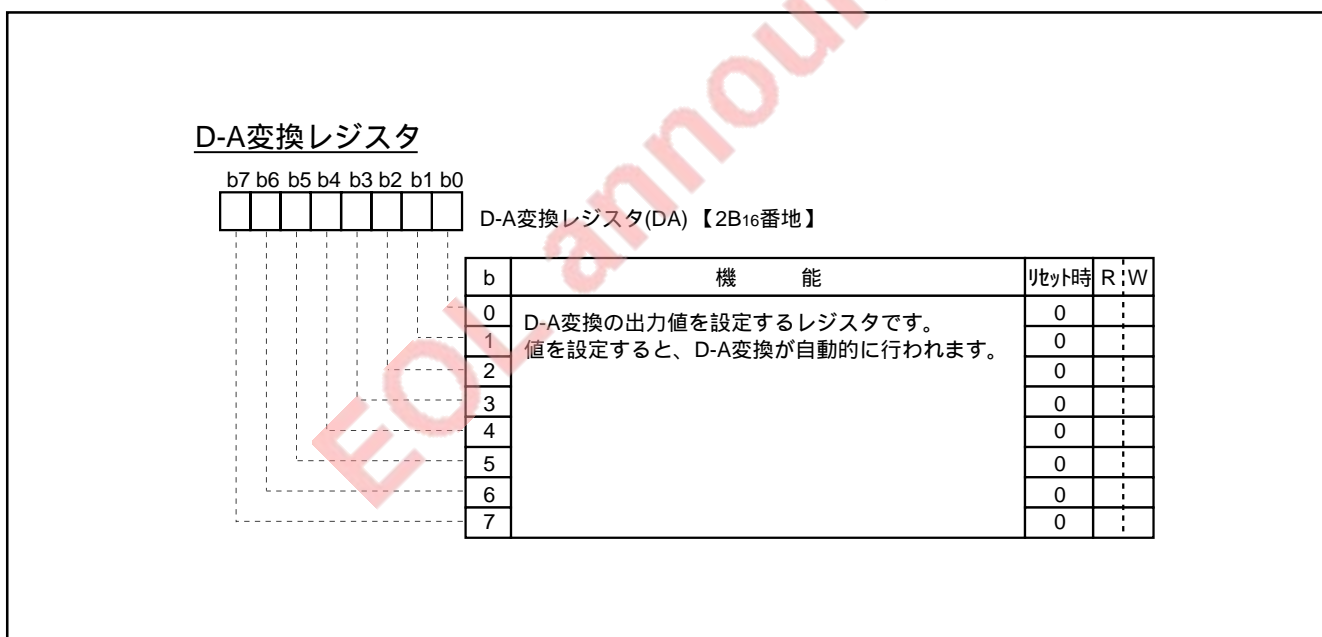 D-A変換レジスタ
b7 b6 b5 b4 b3 b2 b1 b0
D-A変換レジスタ(DA)【2B16番地】
b 機 能 ﾘｾｯﾄ時 R W
0 D-A変換の出力値を設定するレジスタです。 0
1 値を設定すると、D-A変換が自動的に行われます。 0
2 0
3 0
4 0
5 0
6 0
7 0
EOL